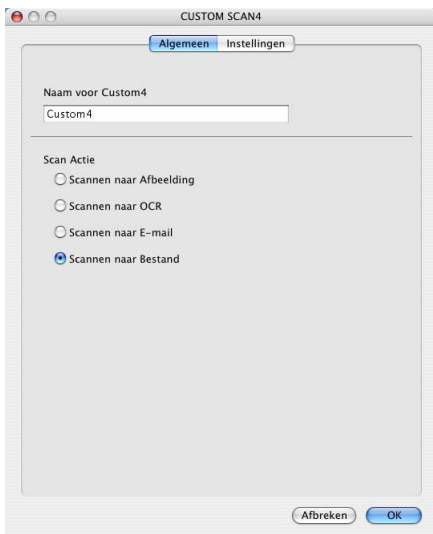 CUSTOM SCAN4
Algemeen Instellingen
Naam voor Custom4
Custom4
Scan Actie
Scannen naar Afbeelding
Scannen naar OCR
Scannen naar E-mail
Scannen naar Bestand
Afbreken OK